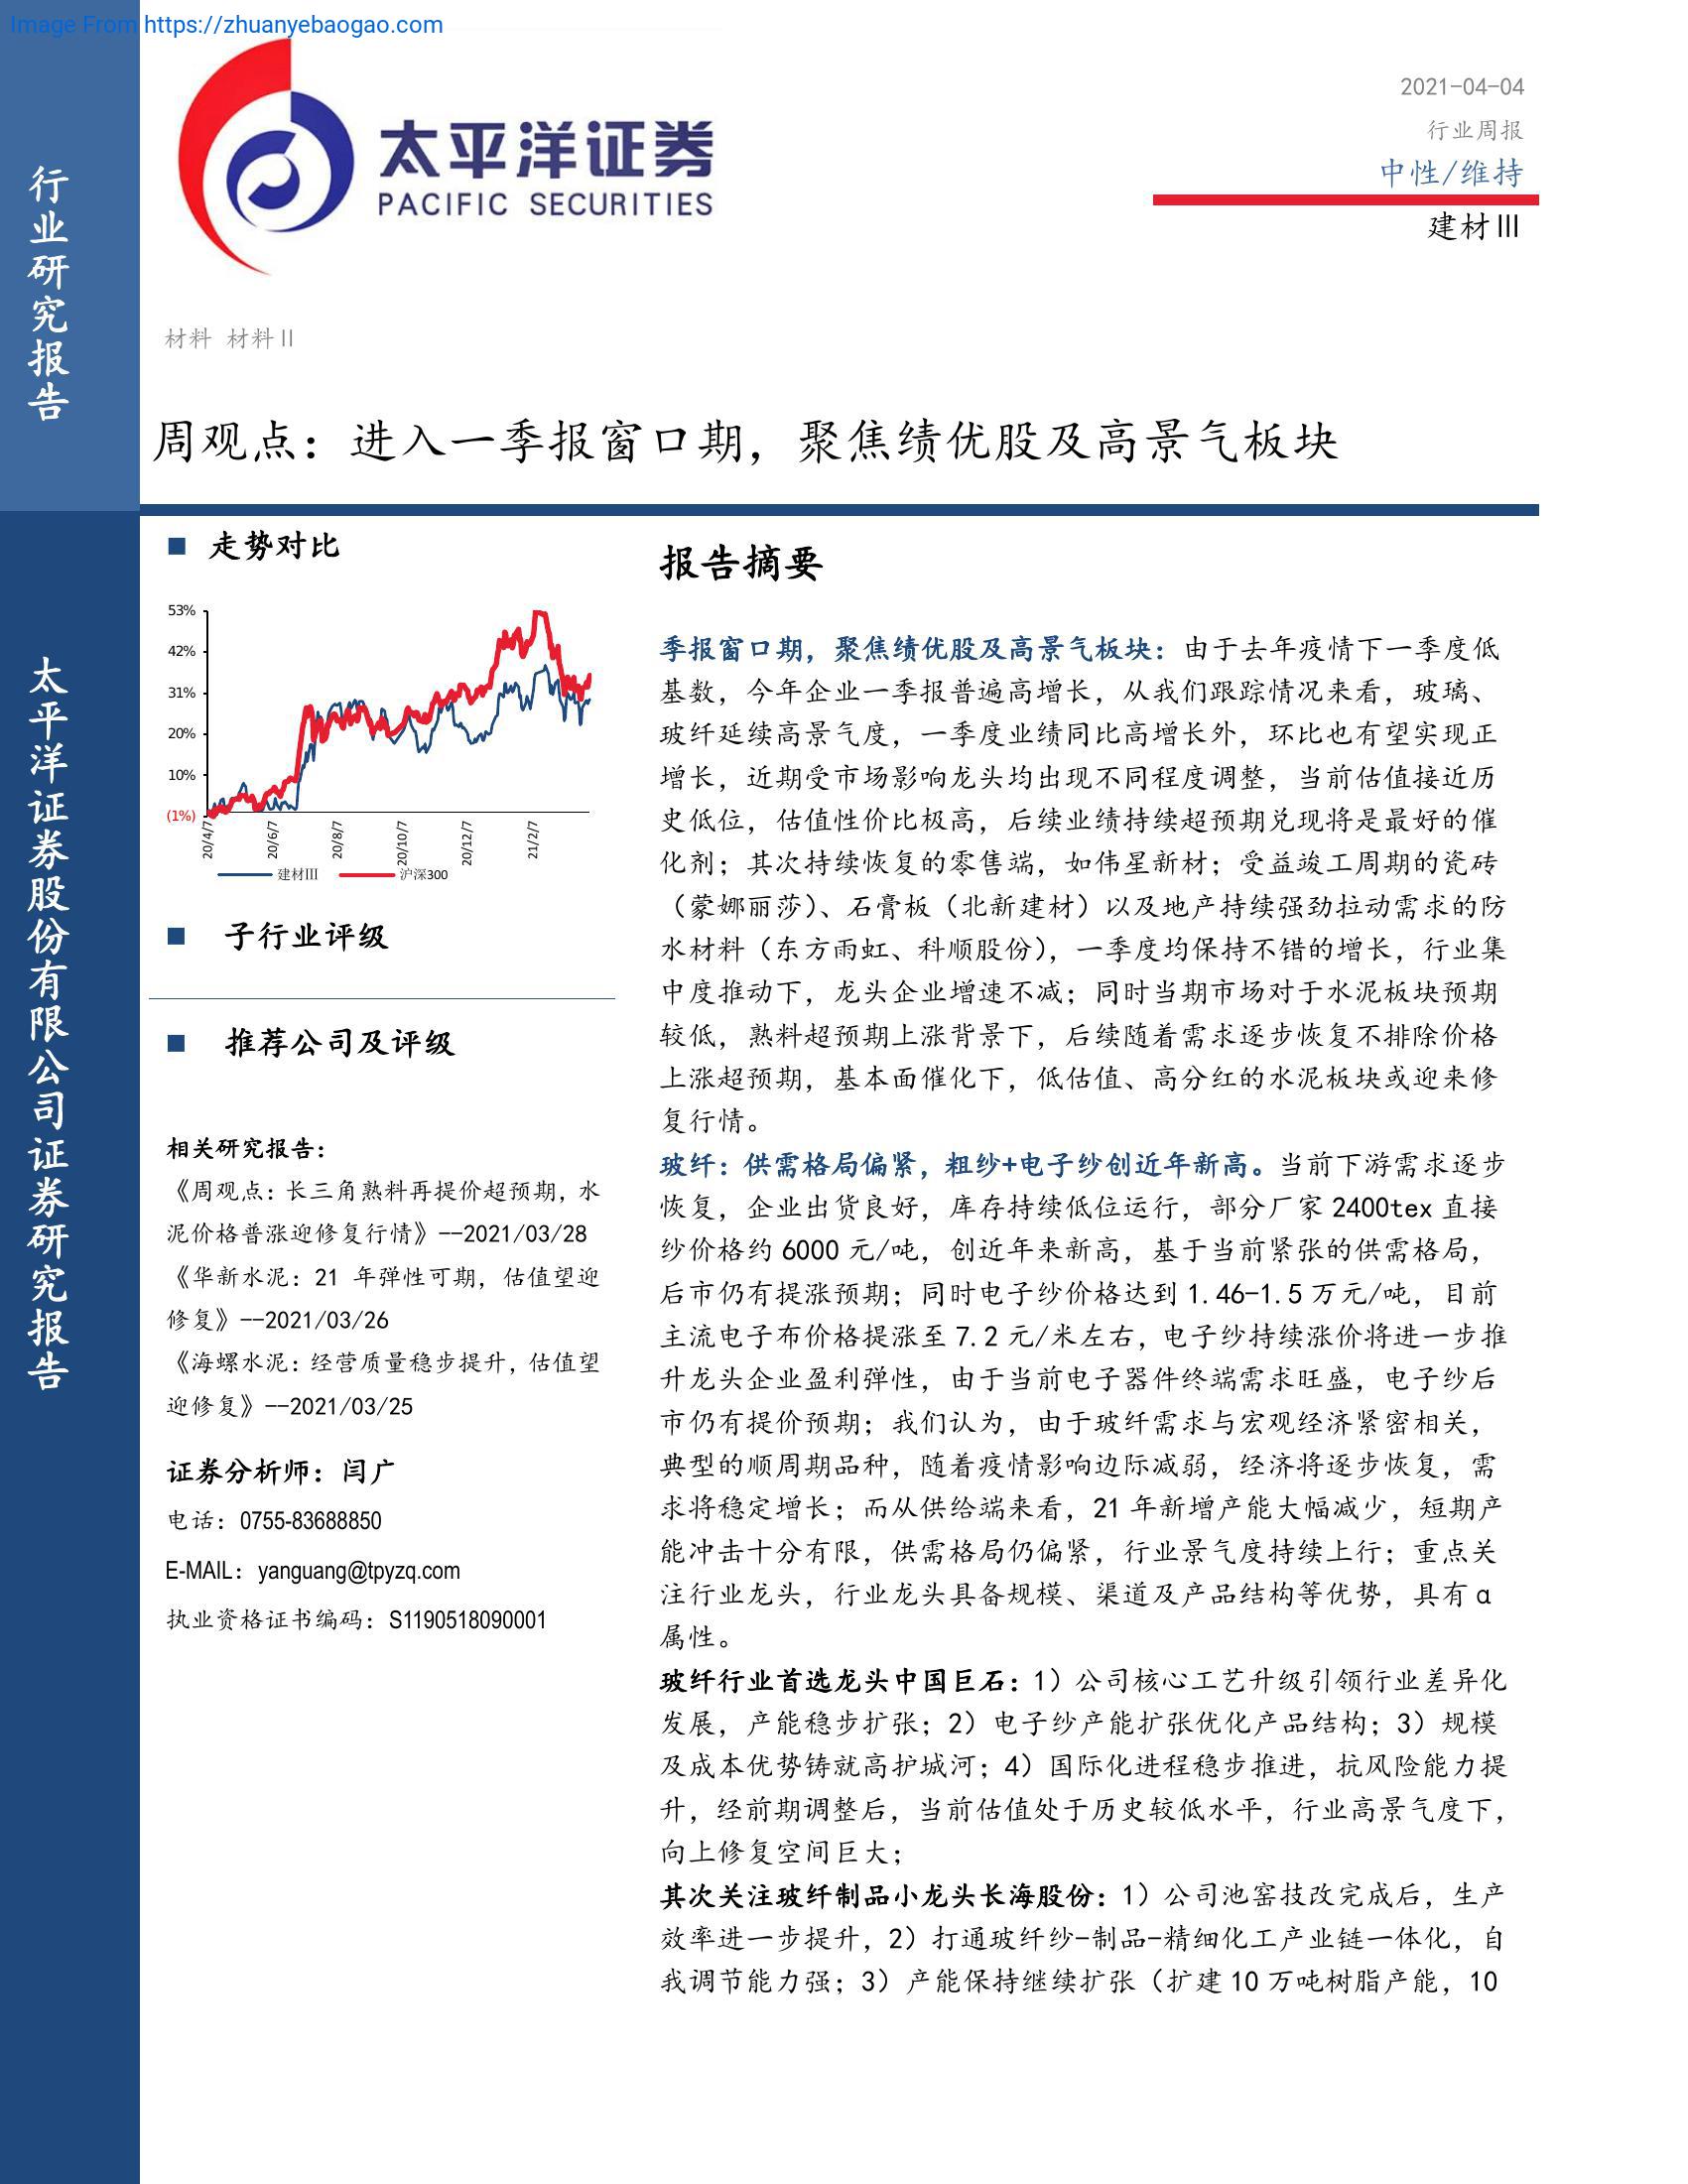 Image From https://zhuanyebaogao.com
行业研究报告
太平洋证券股份有限公司证券研究报告
太平洋证券
PACIFIC SECURITIES
2021-04-04
行业周报
中性/维持
建材Ⅲ
材料 材料Ⅱ
周观点：进入一季报窗口期，聚焦绩优股及高景气板块
■ 走势对比
53%
42%
31%
20%
10%
(1%)
20/4/7 20/6/7 20/8/7 20/10/7 20/12/7 21/2/7
建材Ⅲ 沪深300
■ 子行业评级
■ 推荐公司及评级
相关研究报告：
《周观点：长三角熟料再提价超预期，水
泥价格普涨迎修复行情》--2021/03/28
《华新水泥：21 年弹性可期，估值望迎
修复》--2021/03/26
《海螺水泥：经营质量稳步提升，估值望
迎修复》--2021/03/25
证券分析师：闫广
电话：0755-83688850
E-MAIL：yanguang@tpyzq.com
执业资格证书编码：S1190518090001
报告摘要
季报窗口期，聚焦绩优股及高景气板块：由于去年疫情下一季度低
基数，今年企业一季报普遍高增长，从我们跟踪情况来看，玻璃、
玻纤延续高景气度，一季度业绩同比高增长外，环比也有望实现正
增长，近期受市场影响龙头均出现不同程度调整，当前估值接近历
史低位，估值性价比极高，后续业绩持续超预期兑现将是最好的催
化剂；其次持续恢复的零售端，如伟星新材；受益竣工周期的瓷砖
（蒙娜丽莎）、石膏板（北新建材）以及地产持续强劲拉动需求的防
水材料（东方雨虹、科顺股份），一季度均保持不错的增长，行业集
中度推动下，龙头企业增速不减；同时当期市场对于水泥板块预期
较低，熟料超预期上涨背景下，后续随着需求逐步恢复不排除价格
上涨超预期，基本面催化下，低估值、高分红的水泥板块或迎来修
复行情。
玻纤：供需格局偏紧，粗纱+电子纱创近年新高。当前下游需求逐步
恢复，企业出货良好，库存持续低位运行，部分厂家 2400tex 直接
纱价格约 6000 元/吨，创近年来新高，基于当前紧张的供需格局，
后市仍有提涨预期；同时电子纱价格达到 1.46-1.5 万元/吨，目前
主流电子布价格提涨至 7.2 元/米左右，电子纱持续涨价将进一步推
升龙头企业盈利弹性，由于当前电子器件终端需求旺盛，电子纱后
市仍有提价预期；我们认为，由于玻纤需求与宏观经济紧密相关，
典型的顺周期品种，随着疫情影响边际减弱，经济将逐步恢复，需
求将稳定增长；而从供给端来看，21 年新增产能大幅减少，短期产
能冲击十分有限，供需格局仍偏紧，行业景气度持续上行；重点关
注行业龙头，行业龙头具备规模、渠道及产品结构等优势，具有 α
属性。
玻纤行业首选龙头中国巨石：1）公司核心工艺升级引领行业差异化
发展，产能稳步扩张；2）电子纱产能扩张优化产品结构；3）规模
及成本优势铸就高护城河；4）国际化进程稳步推进，抗风险能力提
升，经前期调整后，当前估值处于历史较低水平，行业高景气度下，
向上修复空间巨大；
其次关注玻纤制品小龙头长海股份：1）公司池窑技改完成后，生产
效率进一步提升，2）打通玻纤纱-制品-精细化工产业链一体化，自
我调节能力强；3）产能保持继续扩张（扩建 10 万吨树脂产能，10